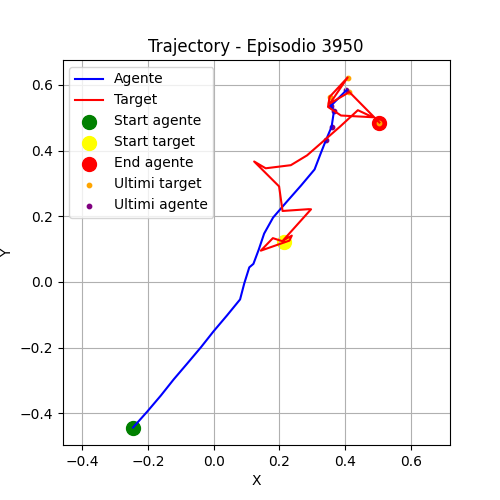 Trajectory - Episodio 3950
Agente
Target
Start agente
Start target
End agente
Ultimi target
Ultimi agente
0.6
0.4
0.2
0.0
−0.2
−0.4
Y
−0.4
−0.2
0.0
0.2
0.4
0.6
X